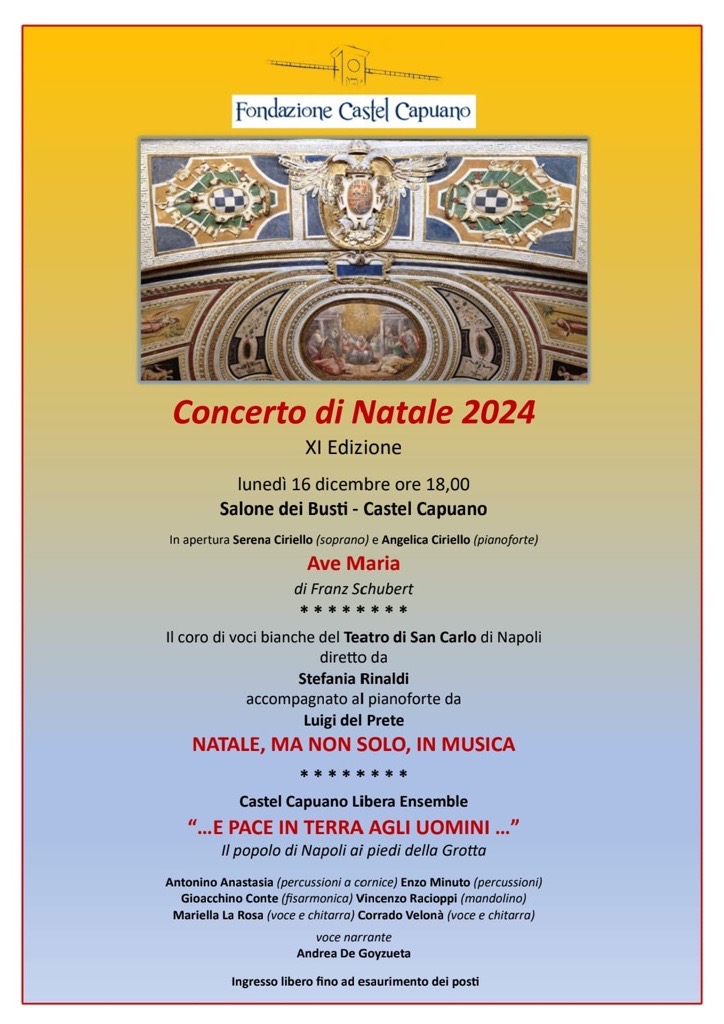 Fondazione Castel Capuano
Concerto di Natale 2024
XI Edizione
lunedì 16 dicembre ore 18,00
Salone dei Busti - Castel Capuano
In apertura Serena Ciriello (soprano) e Angelica Ciriello (pianoforte)
Ave Maria
di Franz Schubert
* * * * * * * *
Il coro di voci bianche del Teatro di San Carlo di Napoli
diretto da
Stefania Rinaldi
accompagnato al pianoforte da
Luigi del Prete
NATALE, MA NON SOLO, IN MUSICA
* * * * * * * *
Castel Capuano Libera Ensemble
“…E PACE IN TERRA AGLI UOMINI …”
Il popolo di Napoli ai piedi della Grotta
Antonino Anastasia (percussioni a cornice) Enzo Minuto (percussioni)
Gioacchino Conte (fisarmonica) Vincenzo Racioppi (mandolino)
Mariella La Rosa (voce e chitarra) Corrado Velonà (voce e chitarra)
voce narrante
Andrea De Goyzueta
Ingresso libero fino ad esaurimento dei posti